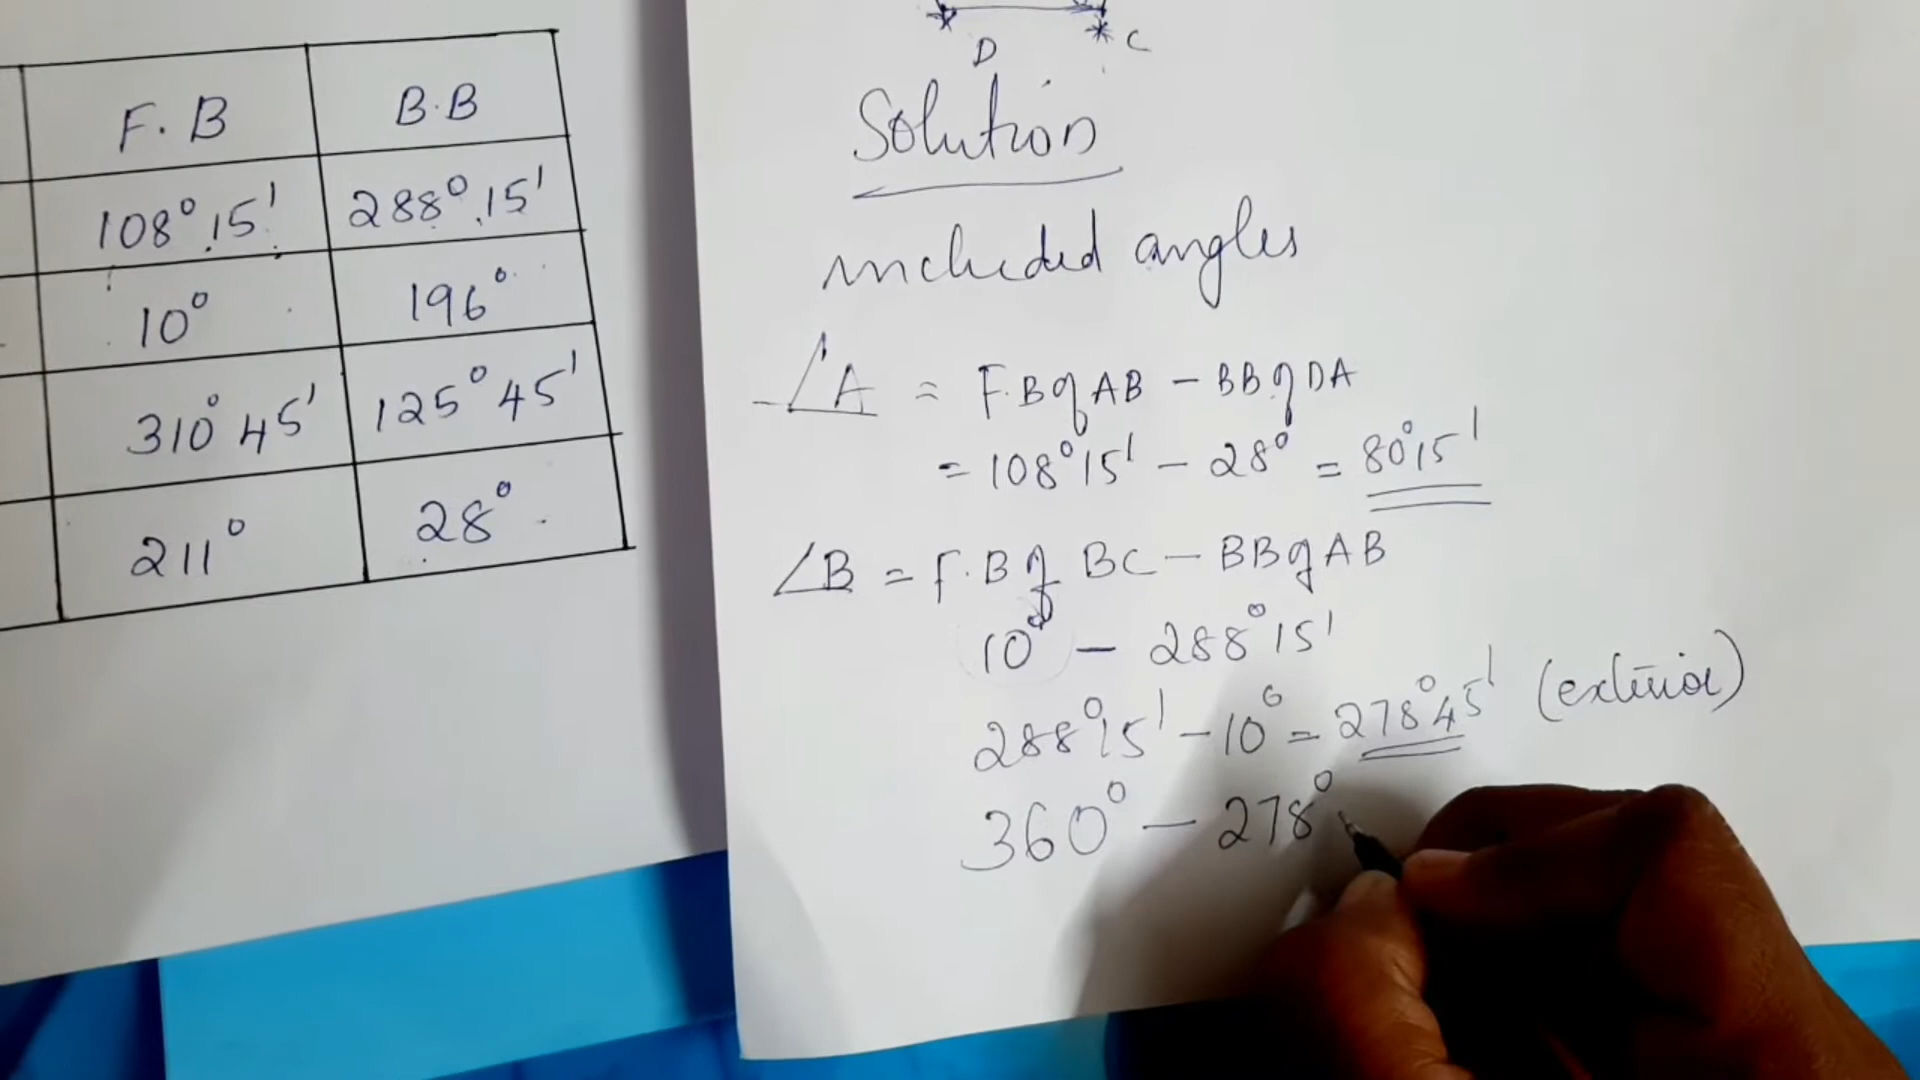 F.B B.B
108° 15' 288° 15'
10° 196°
310° 45' 125° 45'
211° 28°
D C
Solution
included angles
∠A = F.B of AB - BB of DA
= 108° 15' - 28° = 80° 15'
∠B = F.B of BC - BB of AB
10° - 288° 15'
288° 15' - 10° = 278° 45' (exterior)
360° - 278°